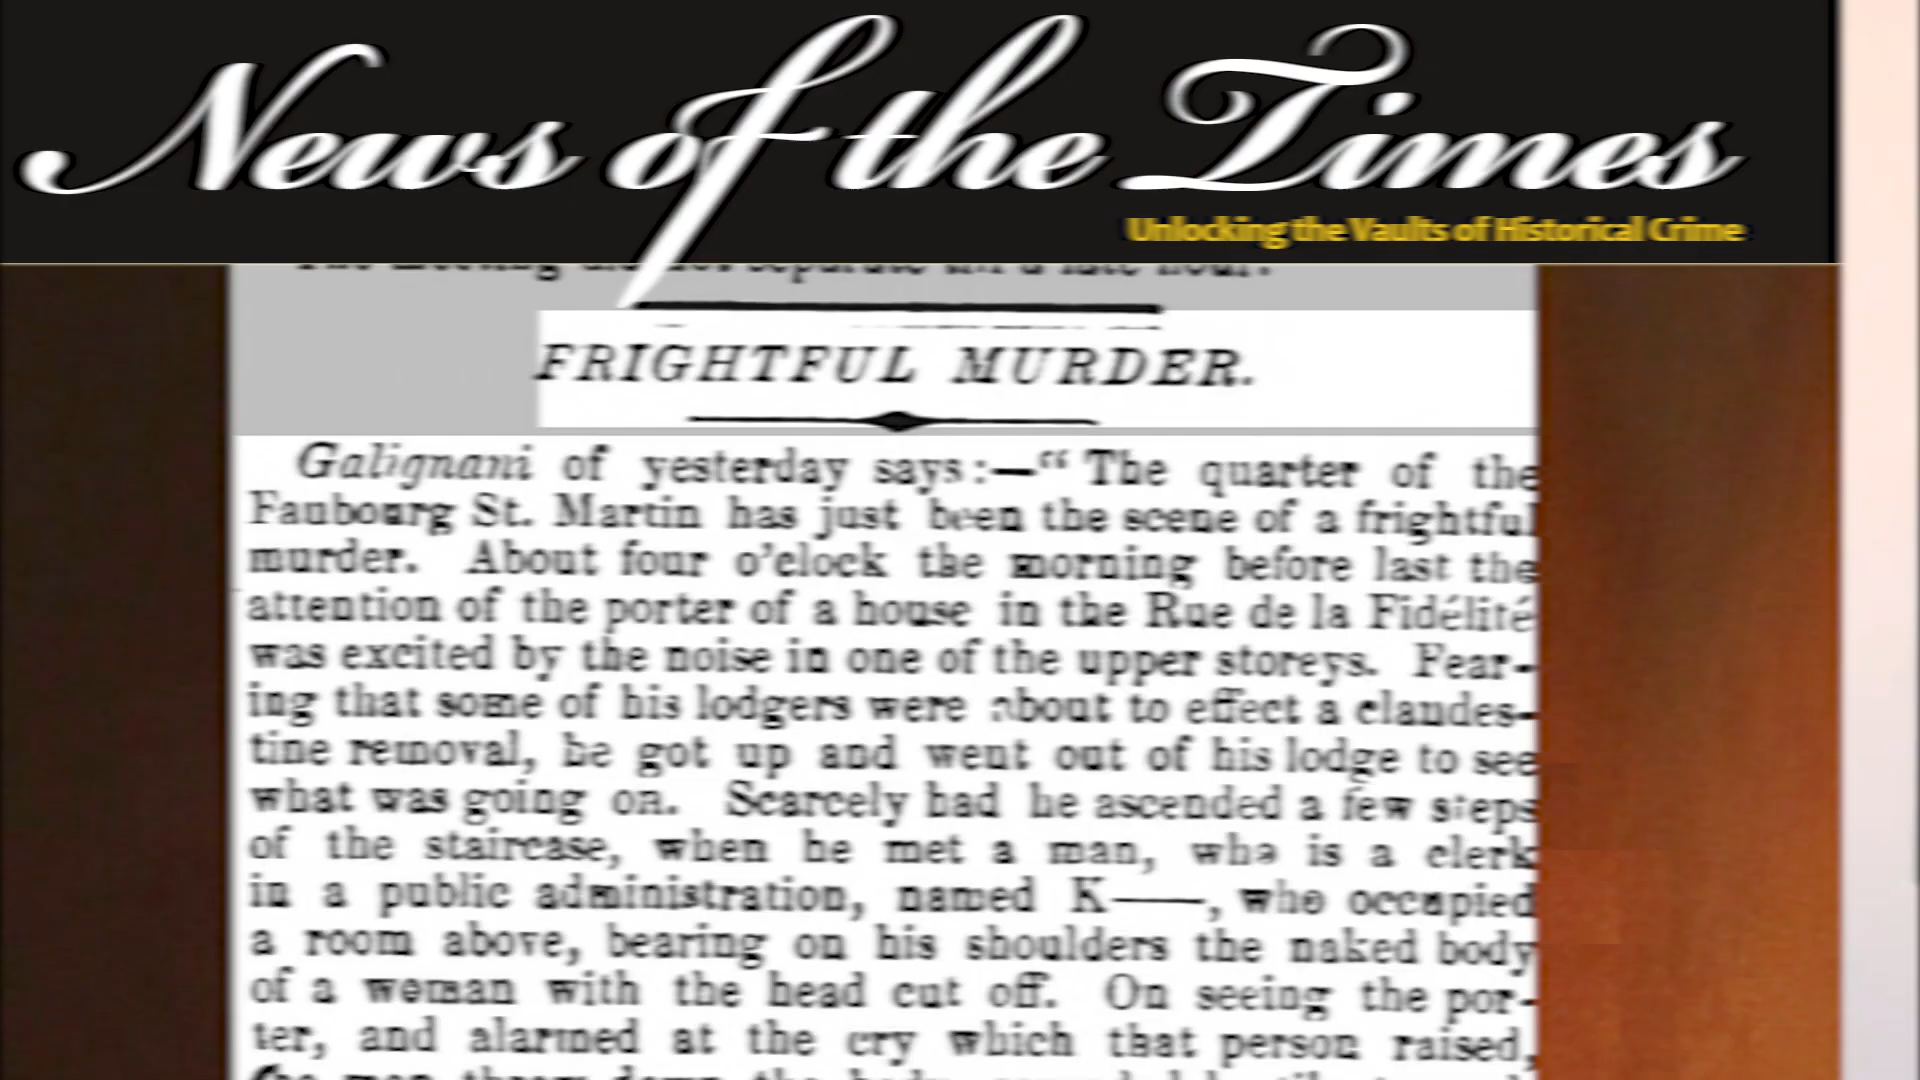 News of the Times
Unlocking the Vaults of Historical Crime
FRIGHTFUL MURDER.
Galignani of yesterday says:—“ The quarter of the
Faubourg St. Martin has just been the scene of a frightful
murder. About four o'clock the morning before last the
attention of the porter of a house in the Rue de la Fidélité
was excited by the noise in one of the upper storeys. Fear-
ing that some of his lodgers were about to effect a clandes-
tine removal, he got up and went out of his lodge to see
what was going on. Scarcely had he ascended a few steps
of the staircase, when he met a man, who is a clerk
in a public administration, named K——, who occupied
a room above, bearing on his shoulders the naked body
of a woman with the head cut off. On seeing the por-
ter, and alarmed at the cry which that person raised,